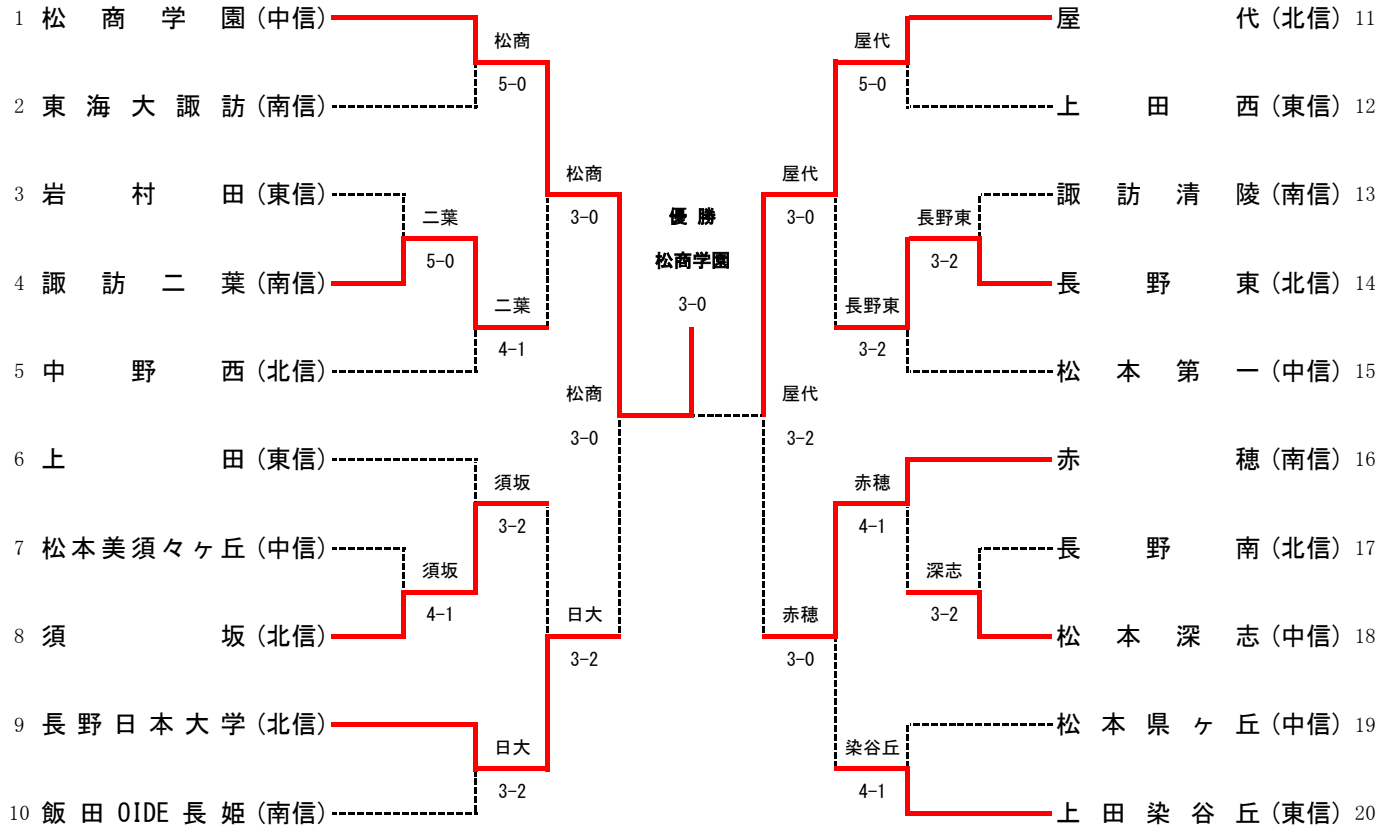 1 松商学園(中信)
2 東海大諏訪(南信)
3 岩村田(東信)
4 諏訪二葉(南信)
5 中野西(北信)
6 上田(東信)
7 松本美須々ヶ丘(中信)
8 須坂(北信)
9 長野日本大学(北信)
10 飯田OIDE長姫(南信)
松商
5-0
二葉
5-0
二葉
4-1
松商
3-0
須坂
4-1
須坂
3-2
日大
3-2
日大
3-2
松商
3-0
優勝
松商学園
3-0
屋代
3-2
屋代
3-0
屋代
5-0
長野東
3-2
長野東
3-2
赤穂
4-1
深志
3-2
赤穂
3-0
染谷丘
4-1
屋代(北信) 11
上田西(東信) 12
諏訪清陵(南信) 13
長野東(北信) 14
松本第一(中信) 15
赤穂(南信) 16
長野南(北信) 17
松本深志(中信) 18
松本県ヶ丘(中信) 19
上田染谷丘(東信) 20